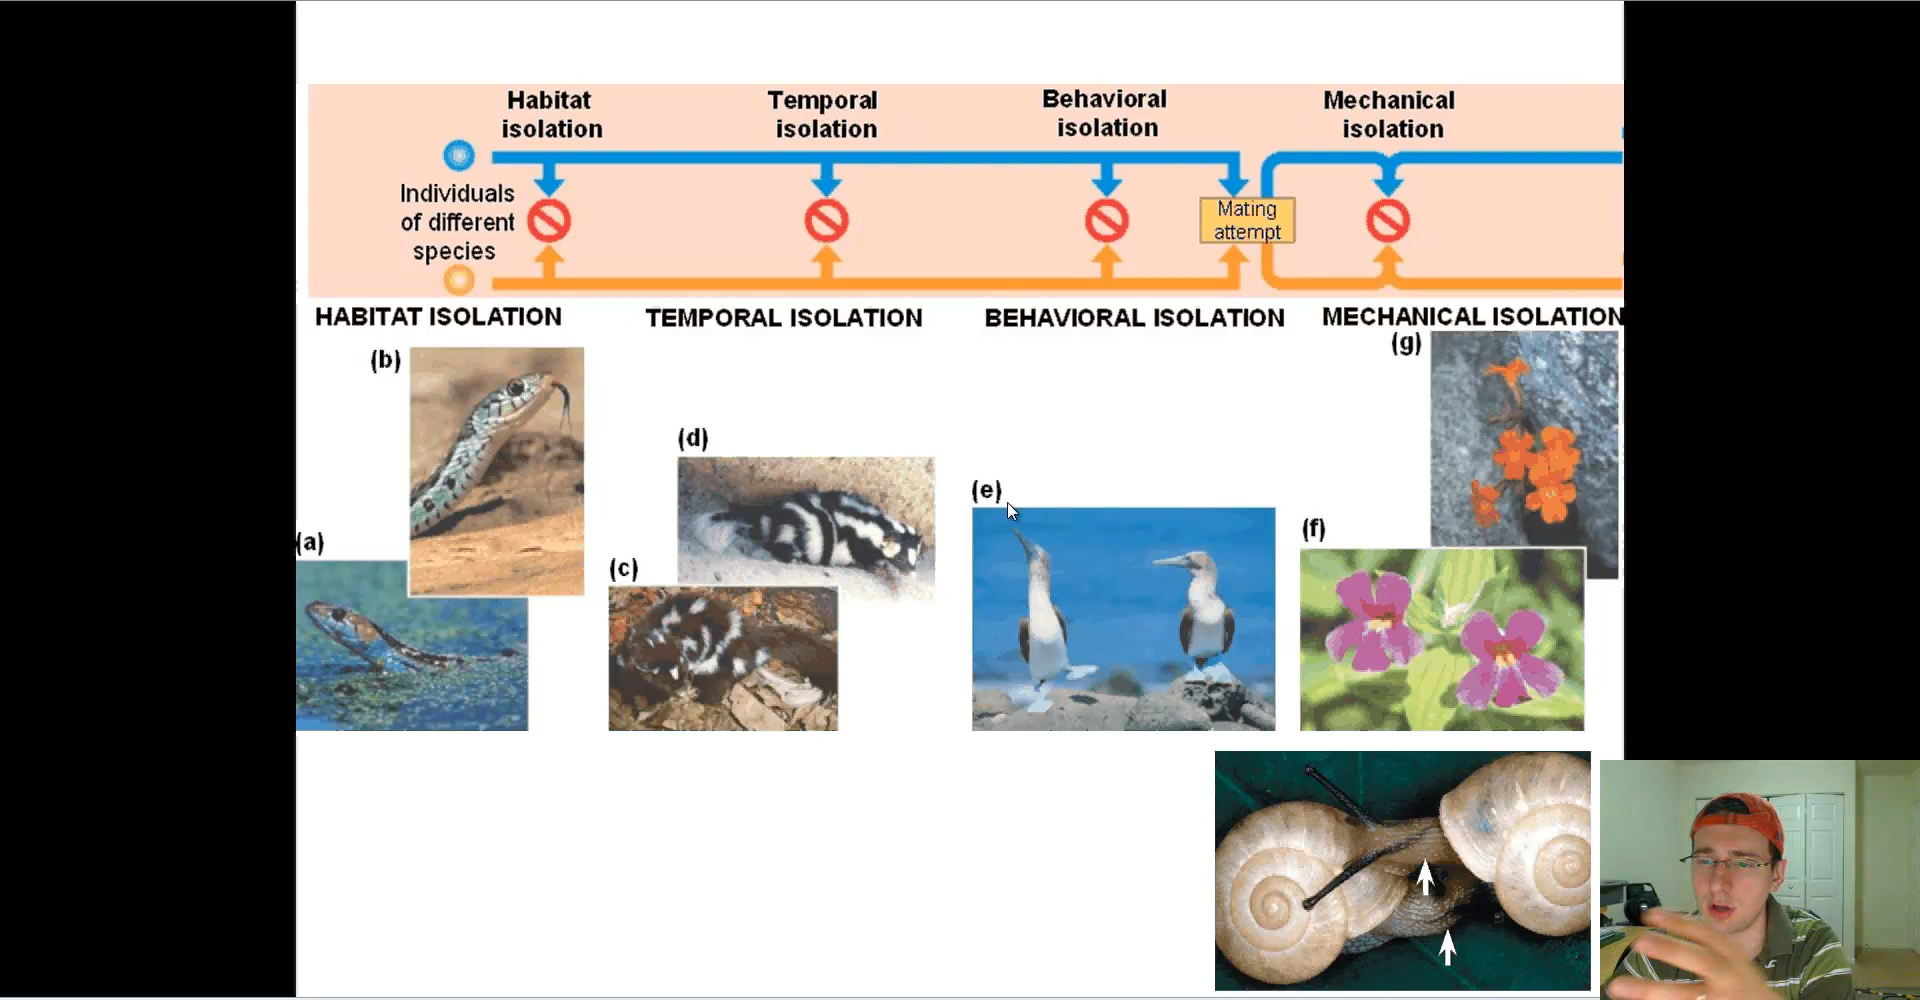 Habitat
isolation
Temporal
isolation
Behavioral
isolation
Mechanical
isolation
Individuals
of different
species
Mating
attempt
HABITAT ISOLATION
TEMPORAL ISOLATION
BEHAVIORAL ISOLATION
MECHANICAL ISOLATION
(b)
(g)
(d)
(e)
(a)
(c)
(f)